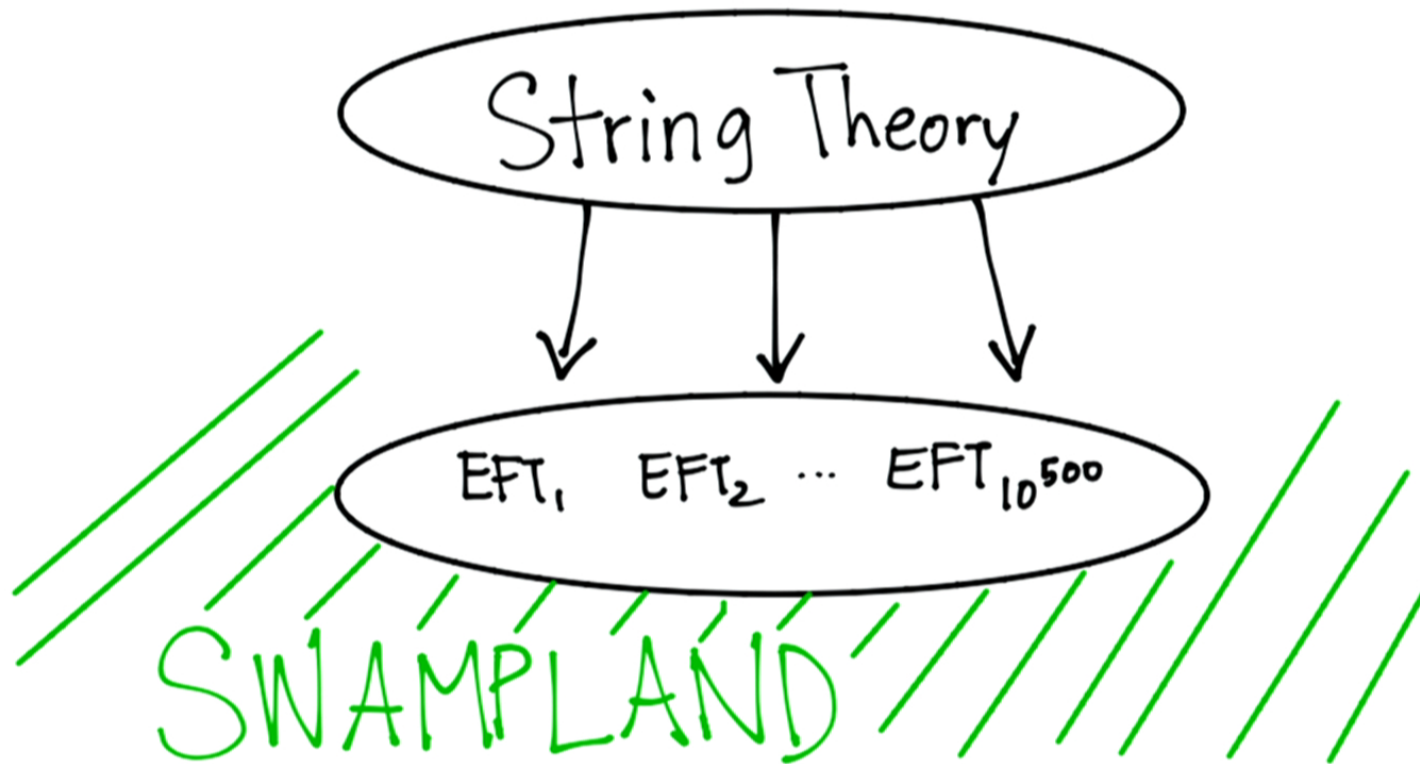 String Theory
EFT₁ EFT₂ ... EFT₁₀⁵⁰⁰
SWAMPLAND